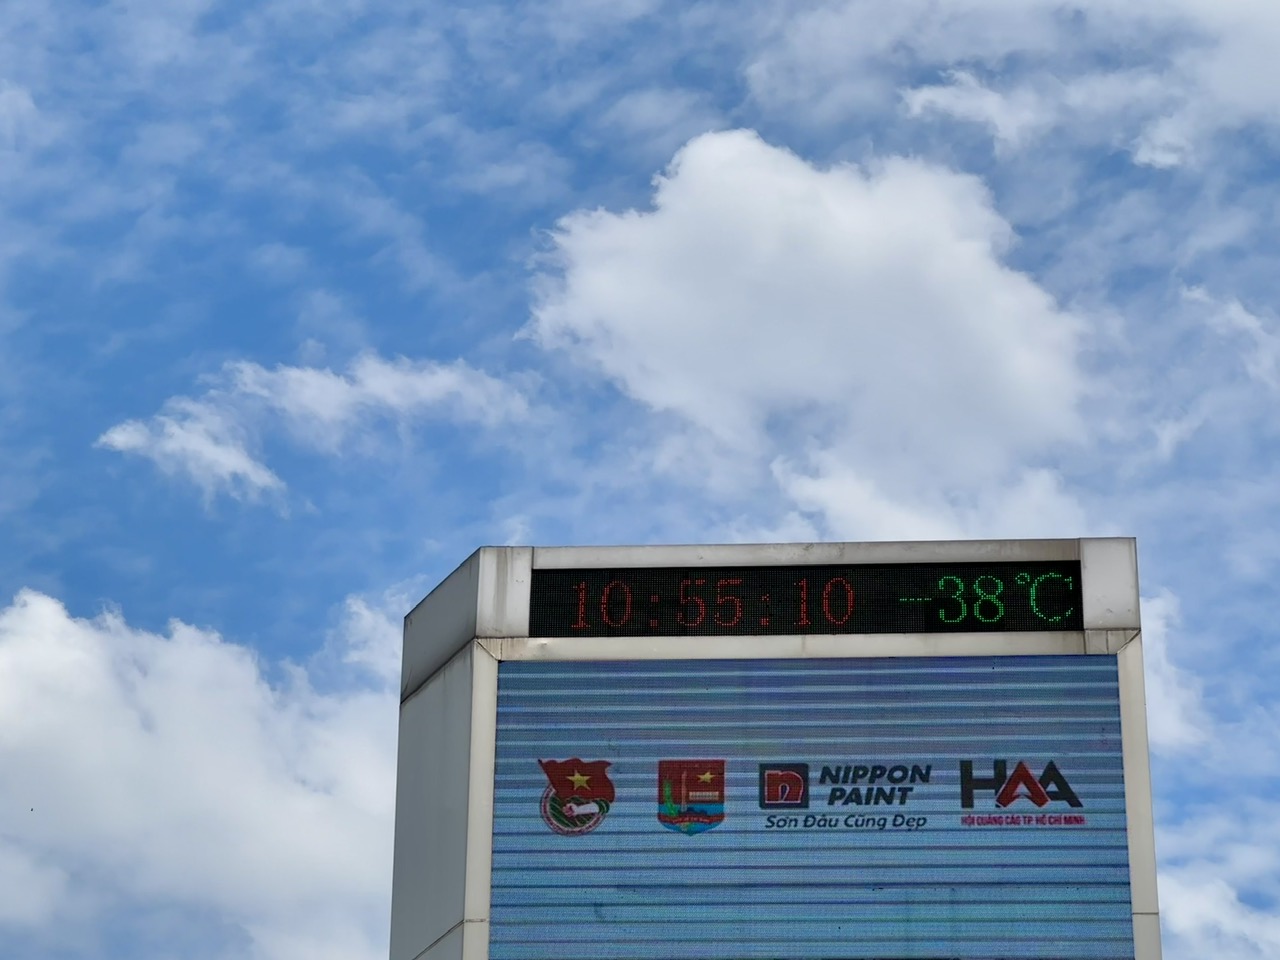 10:55:10 -38°C
NIPPON
PAINT
Sơn Đâu Cũng Đẹp
HAA
HỘI QUẢNG CÁO TP HỒ CHÍ MINH